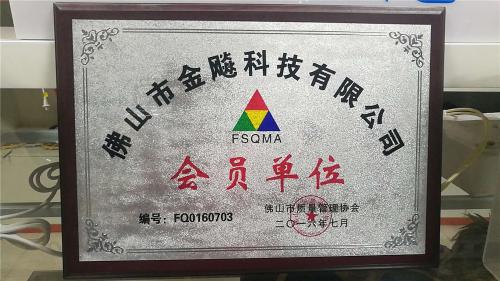 佛山市金飚科技有限公司
FSQMA
会员单位
编号：FQ0160703
佛山市质量管理协会
二〇一六年七月